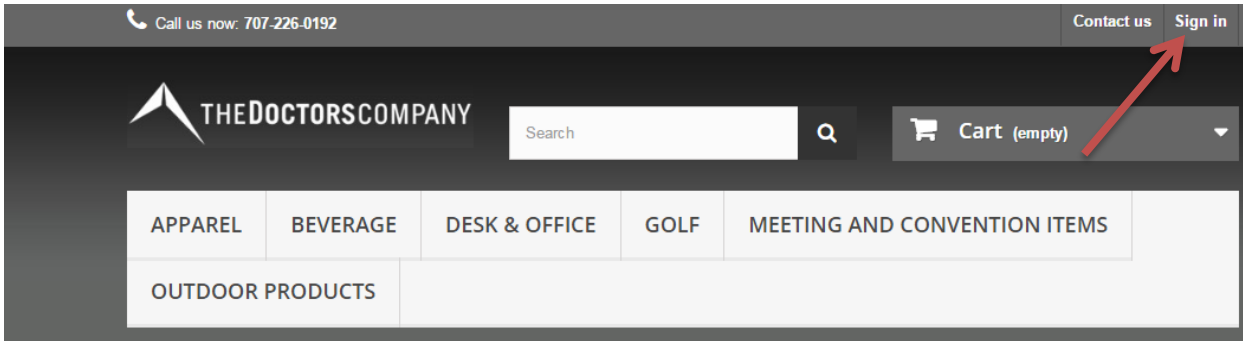 Call us now: 707-226-0192
Contact us
Sign in
THEDOCTORSCOMPANY
Search
Cart (empty)
APPAREL
BEVERAGE
DESK & OFFICE
GOLF
MEETING AND CONVENTION ITEMS
OUTDOOR PRODUCTS